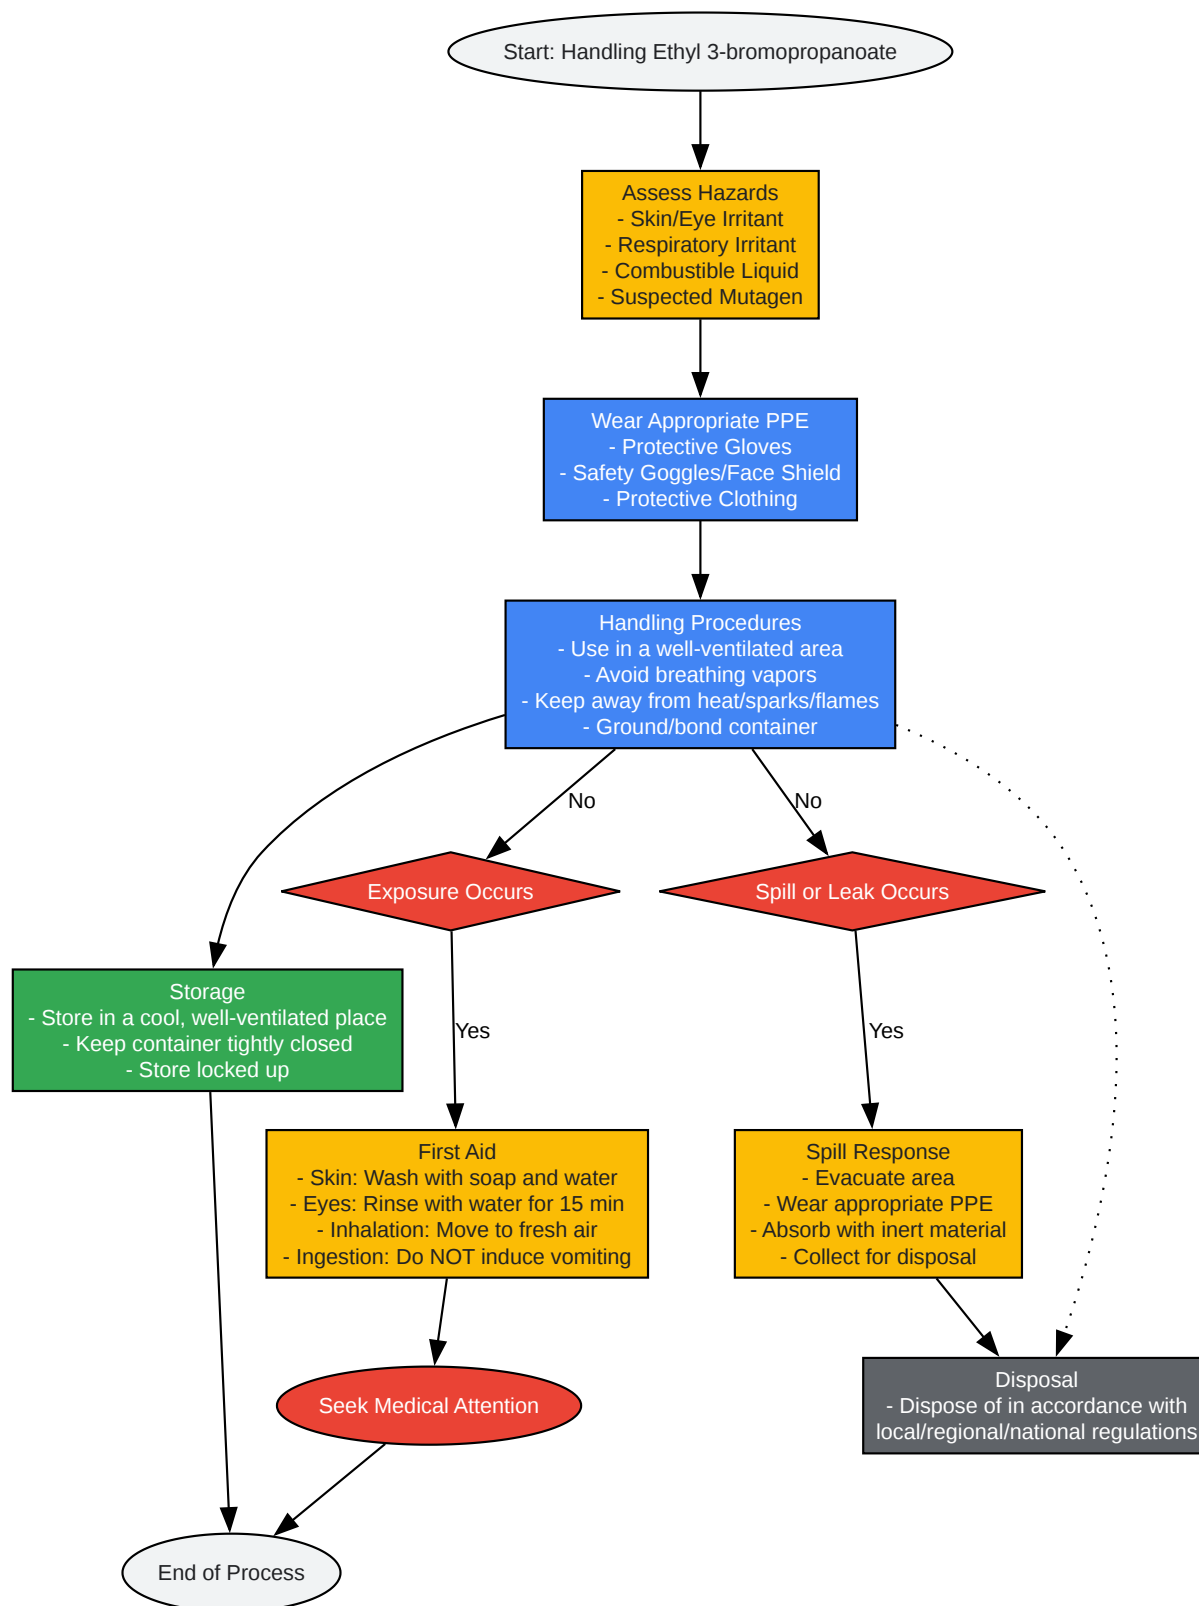 Start: Handling Ethyl 3-bromopropanoate
Assess Hazards
- Skin/Eye Irritant
- Respiratory Irritant
- Combustible Liquid
- Suspected Mutagen
Wear Appropriate PPE
- Protective Gloves
- Safety Goggles/Face Shield
- Protective Clothing
Handling Procedures
- Use in a well-ventilated area
- Avoid breathing vapors
- Keep away from heat/sparks/flames
- Ground/bond container
No
No
Exposure Occurs
Spill or Leak Occurs
Storage
- Store in a cool, well-ventilated place
- Keep container tightly closed
- Store locked up
Yes
Yes
First Aid
- Skin: Wash with soap and water
- Eyes: Rinse with water for 15 min
- Inhalation: Move to fresh air
- Ingestion: Do NOT induce vomiting
Spill Response
- Evacuate area
- Wear appropriate PPE
- Absorb with inert material
- Collect for disposal
Seek Medical Attention
Disposal
- Dispose of in accordance with
local/regional/national regulations
End of Process